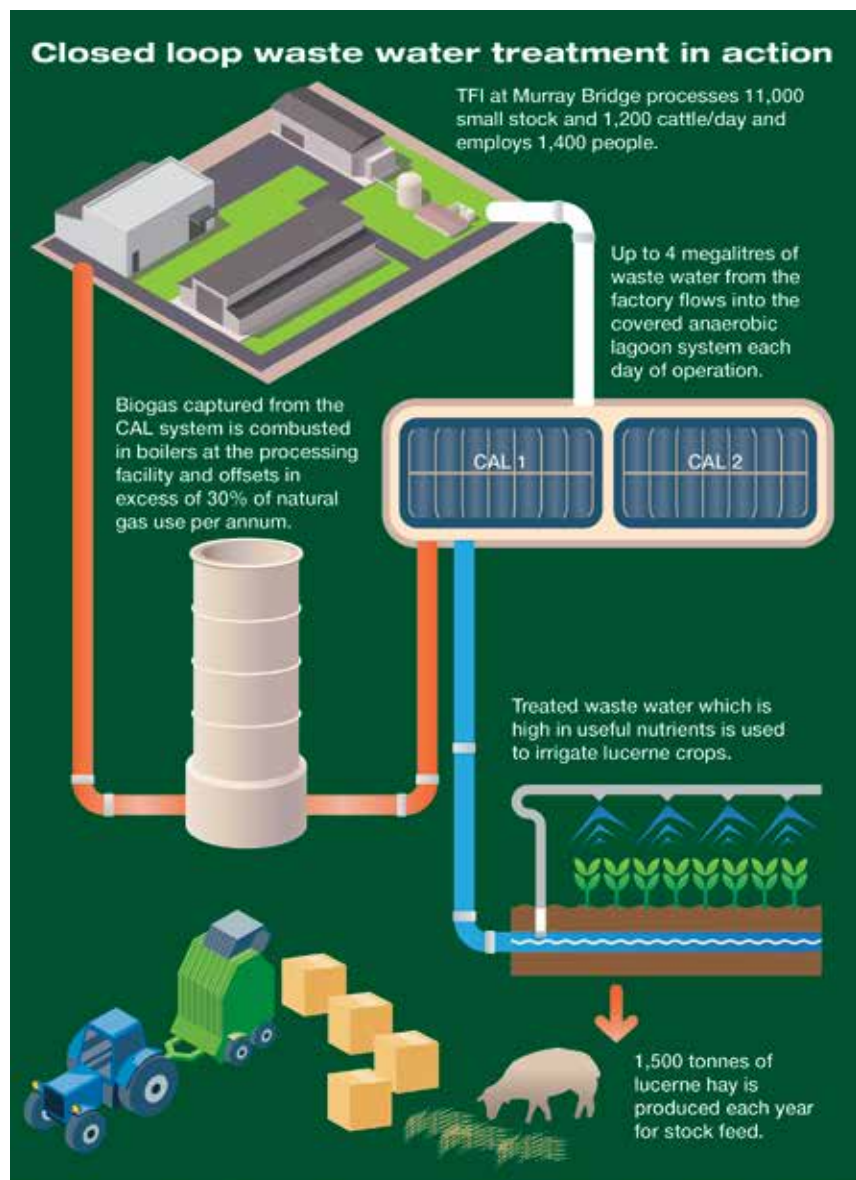 Closed loop waste water treatment in action
TFI at Murray Bridge processes 11,000
small stock and 1,200 cattle/day and
employs 1,400 people.
Up to 4 megalitres of
waste water from the
factory flows into the
covered anaerobic
lagoon system each
day of operation.
Biogas captured from the
CAL system is combusted
in boilers at the processing
facility and offsets in
excess of 30% of natural
gas use per annum.
CAL 1
CAL 2
Treated waste water which is
high in useful nutrients is used
to irrigate lucerne crops.
1,500 tonnes of
lucerne hay is
produced each year
for stock feed.